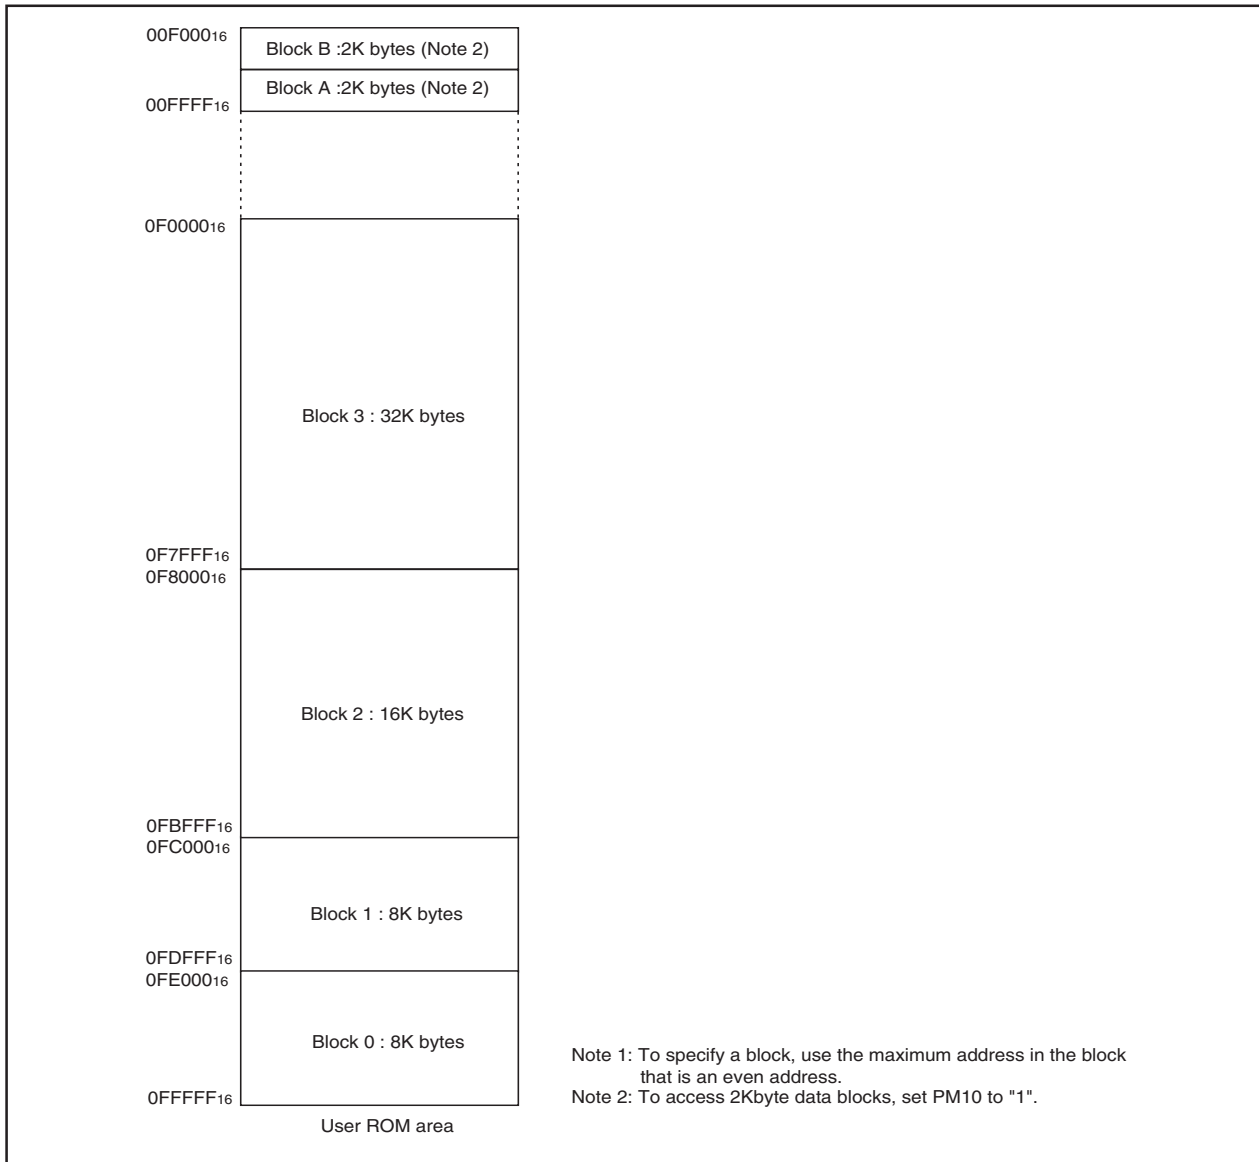 00F00016
Block B :2K bytes (Note 2)
Block A :2K bytes (Note 2)
00FFFF16
0F000016
Block 3 : 32K bytes
0F7FFF16
0F800016
Block 2 : 16K bytes
0FBFFF16
0FC00016
Block 1 : 8K bytes
0FDFFF16
0FE00016
Block 0 : 8K bytes
0FFFFF16
User ROM area
Note 1: To specify a block, use the maximum address in the block
that is an even address.
Note 2: To access 2Kbyte data blocks, set PM10 to "1".